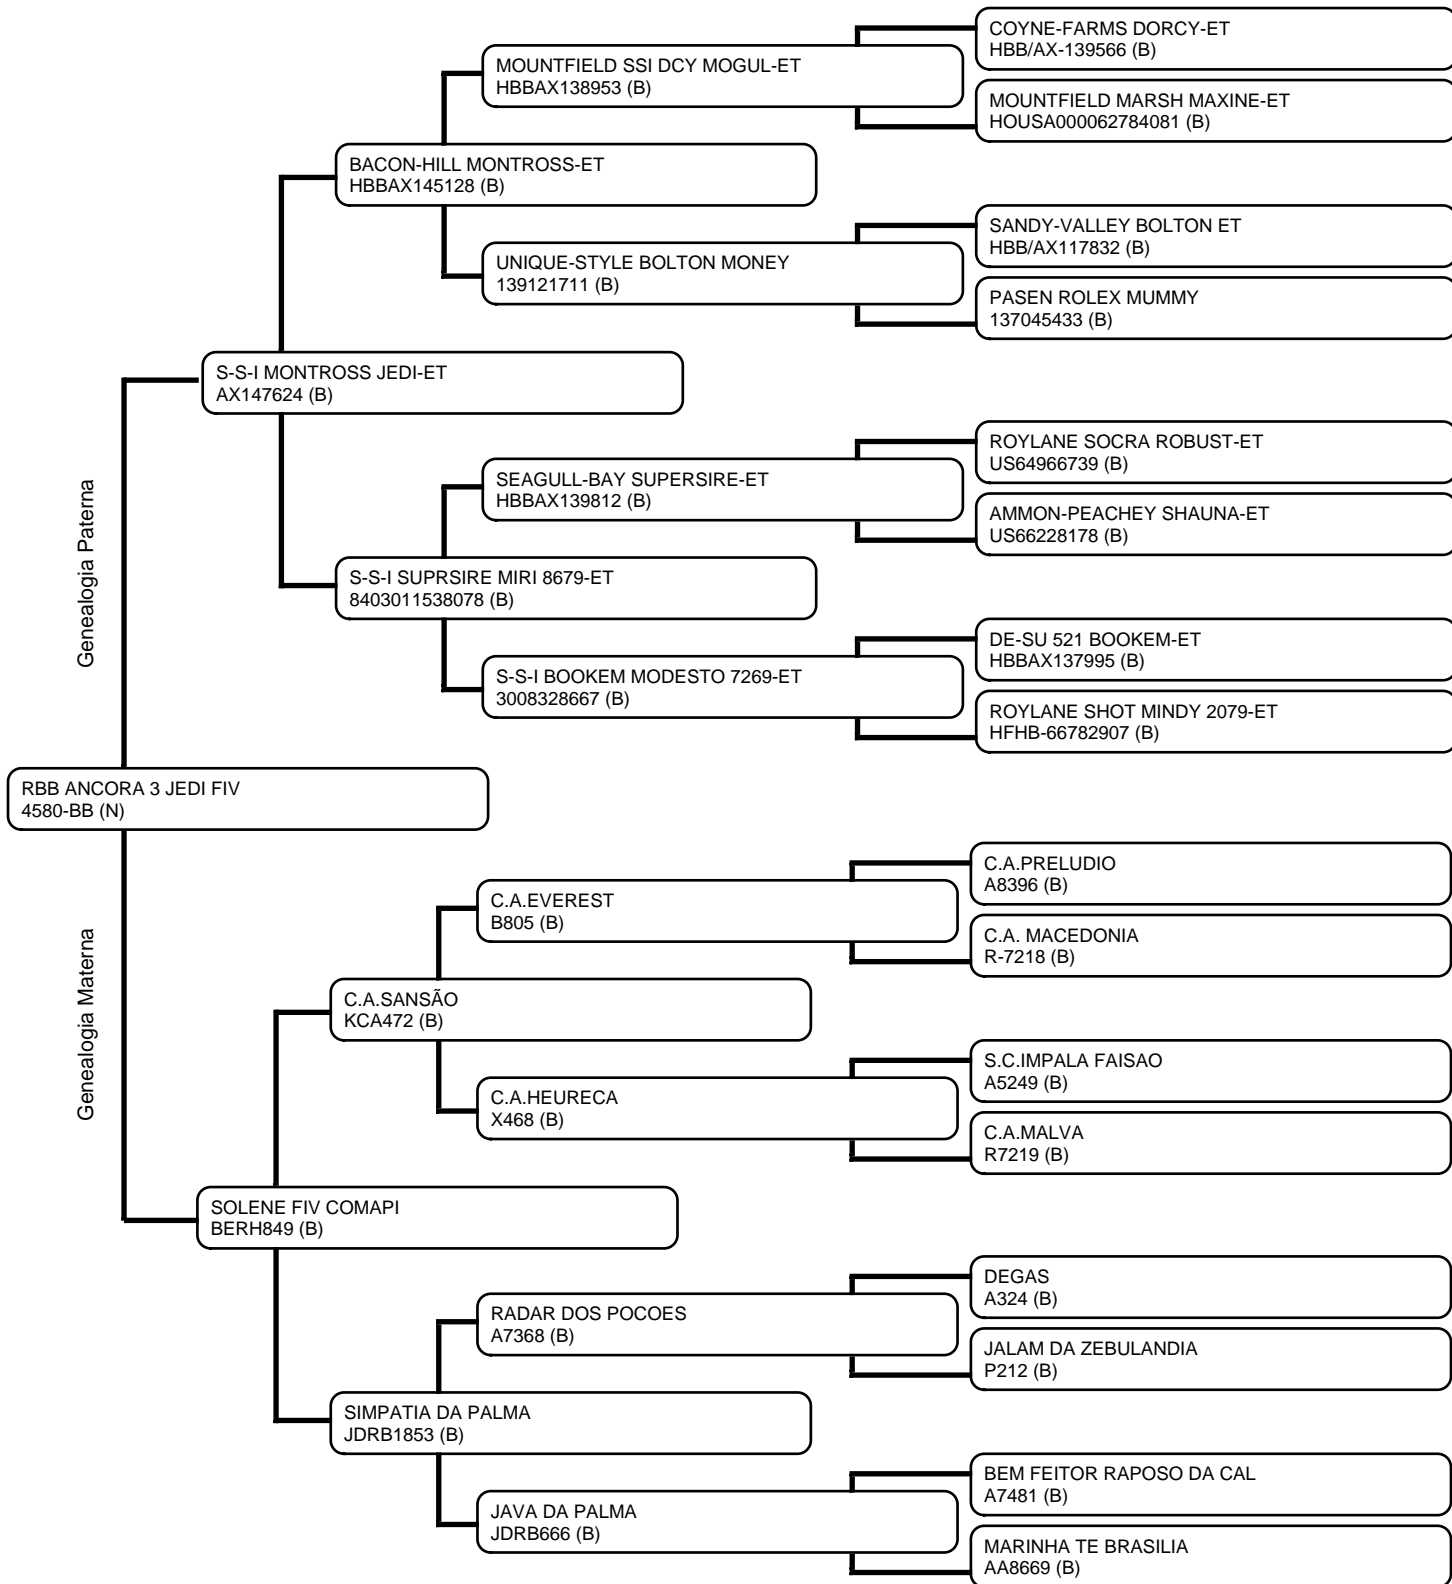 COYNE-FARMS DORCY-ET
HBB/AX-139566 (B)
MOUNTFIELD SSI DCY MOGUL-ET
HBBAX138953 (B)
MOUNTFIELD MARSH MAXINE-ET
HOUSA000062784081 (B)
BACON-HILL MONTROSS-ET
HBBAX145128 (B)
SANDY-VALLEY BOLTON ET
HBB/AX117832 (B)
UNIQUE-STYLE BOLTON MONEY
139121711 (B)
PASEN ROLEX MUMMY
137045433 (B)
S-S-I MONTROSS JEDI-ET
AX147624 (B)
ROYLANE SOCRA ROBUST-ET
US64966739 (B)
SEAGULL-BAY SUPERSIRE-ET
HBBAX139812 (B)
AMMON-PEACHEY SHAUNA-ET
US66228178 (B)
Genealogia Paterna
S-S-I SUPRSIRE MIRI 8679-ET
8403011538078 (B)
DE-SU 521 BOOKEM-ET
HBBAX137995 (B)
S-S-I BOOKEM MODESTO 7269-ET
3008328667 (B)
ROYLANE SHOT MINDY 2079-ET
HFHB-66782907 (B)
RBB ANCORA 3 JEDI FIV
4580-BB (N)
C.A.PRELUDIO
A8396 (B)
C.A.EVEREST
B805 (B)
C.A. MACEDONIA
R-7218 (B)
Genealogia Materna
C.A.SANSÃO
KCA472 (B)
S.C.IMPALA FAISAO
A5249 (B)
C.A.HEURECA
X468 (B)
C.A.MALVA
R7219 (B)
SOLENE FIV COMAPI
BERH849 (B)
DEGAS
A324 (B)
RADAR DOS POCOES
A7368 (B)
JALAM DA ZEBULANDIA
P212 (B)
SIMPATIA DA PALMA
JDRB1853 (B)
BEM FEITOR RAPOSO DA CAL
A7481 (B)
JAVA DA PALMA
JDRB666 (B)
MARINHA TE BRASILIA
AA8669 (B)